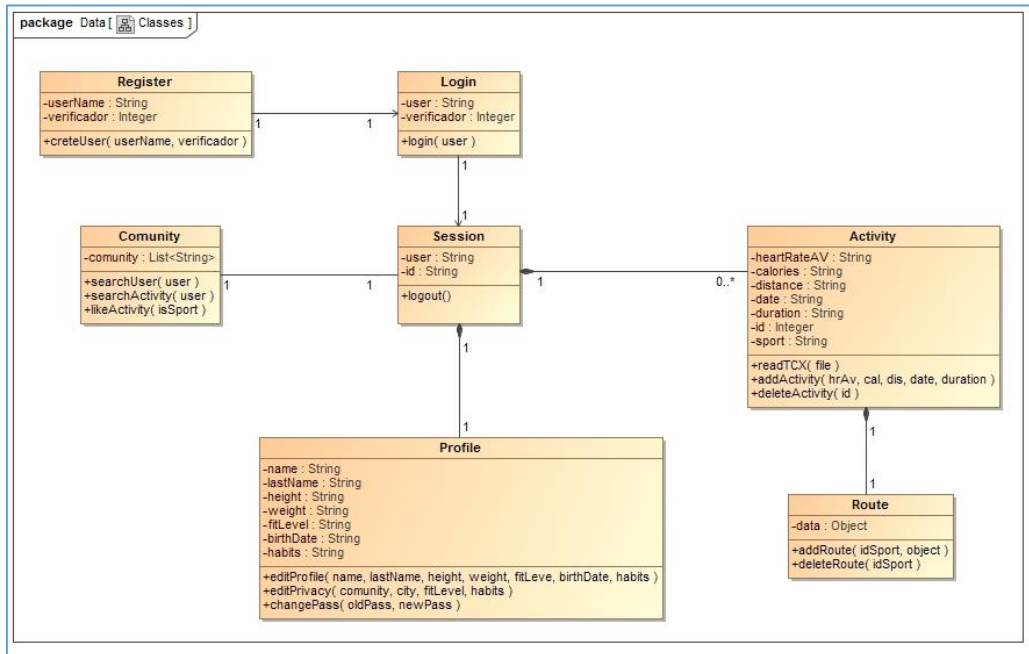 package Data [ Classes ]
Register
-userName : String
-verificador : Integer
+creteUser( userName, verificador )
1
1
Login
-user : String
-verificador : Integer
+login( user )
1
1
Comunity
-comunity : List<String>
+searchUser( user )
+searchActivity( user )
+likeActivity( isSport )
1
1
Session
-user : String
-id : String
+logout()
1
0..*
Activity
-heartRateAV : String
-calories : String
-distance : String
-date : String
-duration : String
-id : Integer
-sport : String
+readTCX( file )
+addActivity( hrAv, cal, dis, date, duration )
+deleteActivity( id )
1
1
Profile
-name : String
-lastName : String
-height : String
-weight : String
-fitLevel : String
-birthDate : String
-habits : String
+editProfile( name, lastName, height, weight, fitLeve, birthDate, habits )
+editPrivacy( comunity, city, fitLevel, habits )
+changePass( oldPass, newPass )
1
1
Route
-data : Object
+addRoute( idSport, object )
+deleteRoute( idSport )